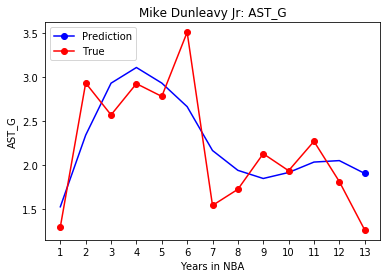 Mike Dunleavy Jr: AST_G
Prediction
True
3.5
3.0
2.5
2.0
1.5
AST_G
1 2 3 4 5 6 7 8 9 10 11 12 13
Years in NBA